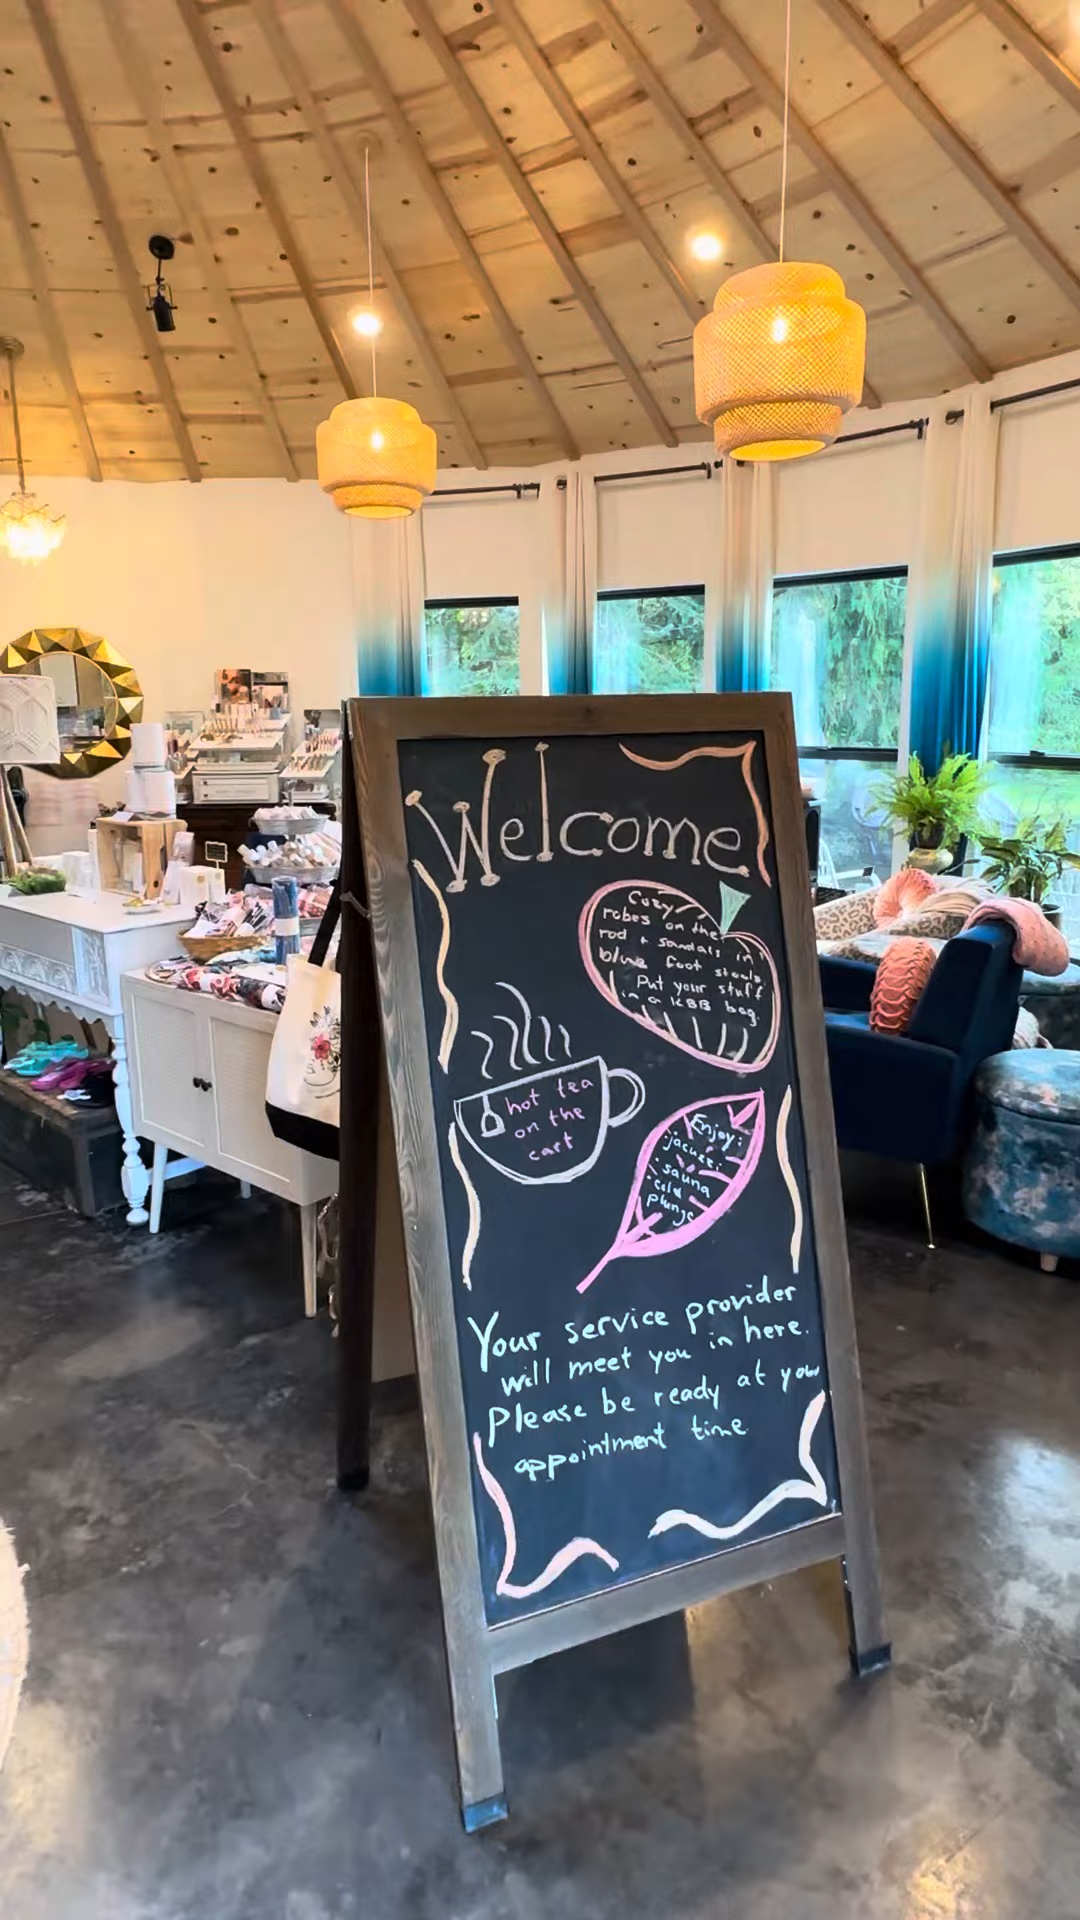 Welcome
Cozy
robes on the
rod + sandals in
blue foot stools
Put your stuff
in a KBB bag.
hot tea
on the
cart
Enjoy:
jacuzzi
sauna
cold
plunge
Your service provider
will meet you in here.
Please be ready at your
appointment time